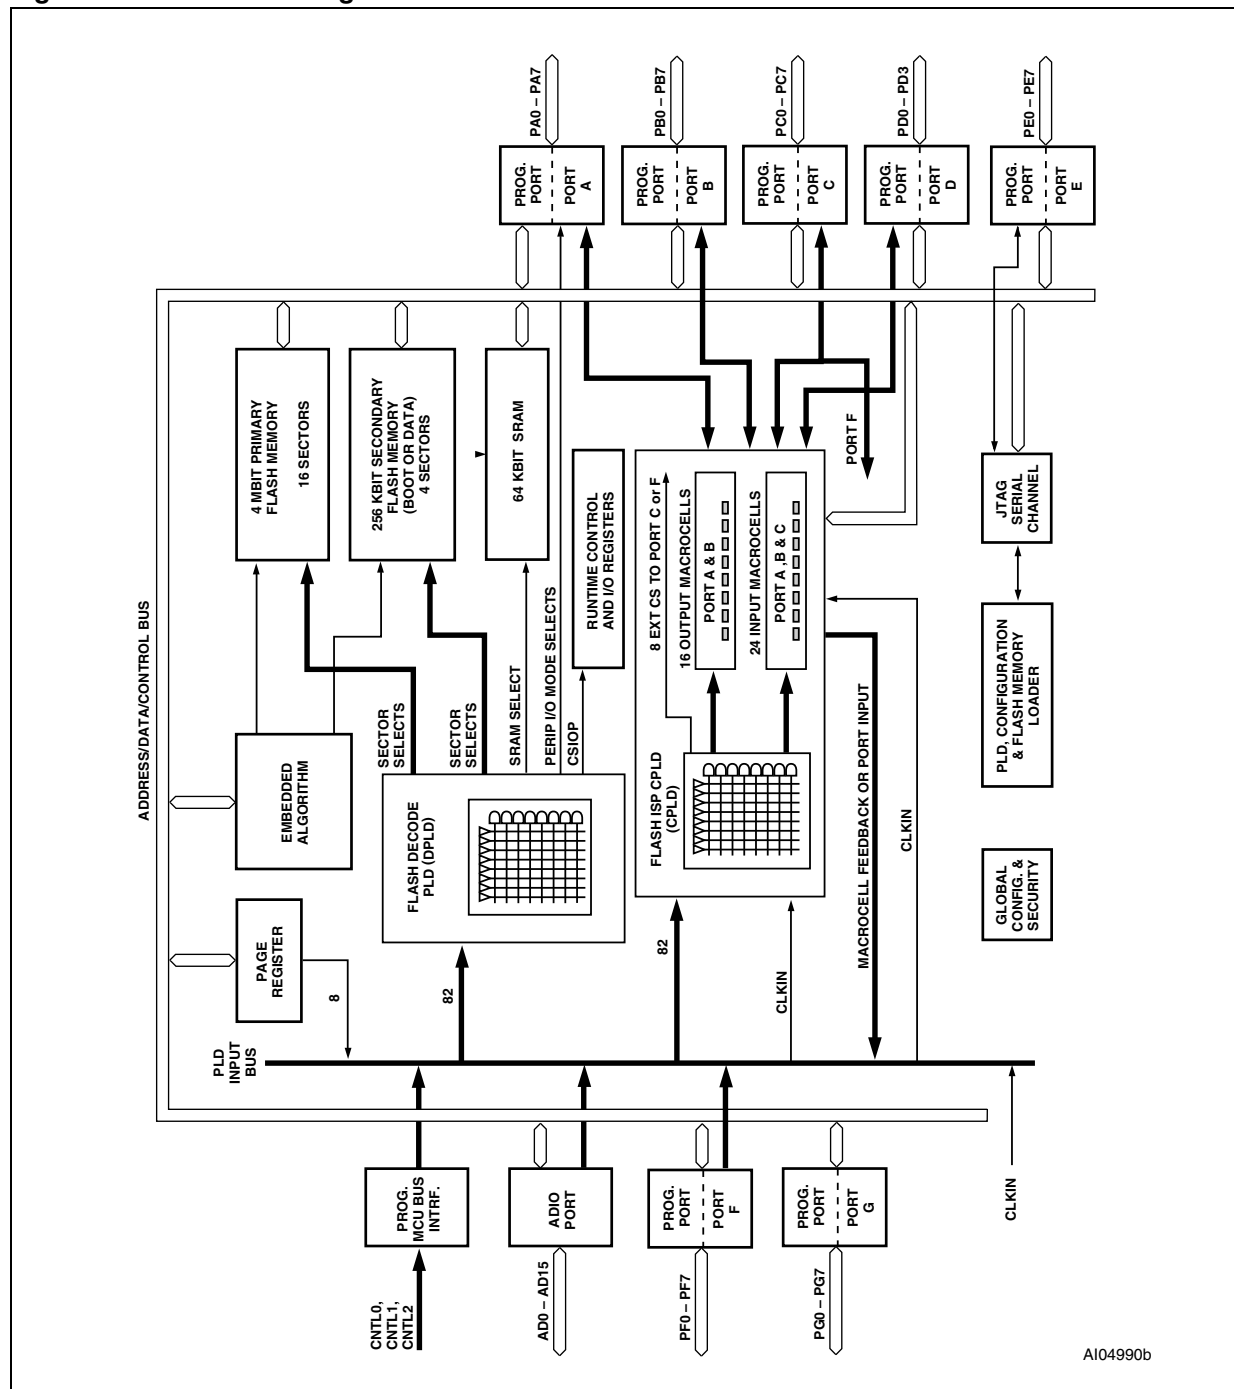 PA0 – PA7
PB0 – PB7
PC0 – PC7
PD0 – PD3
PE0 – PE7
PROG.
PORT
PORT
A
PROG.
PORT
PORT
B
PROG.
PORT
PORT
C
PROG.
PORT
PORT
D
PROG.
PORT
PORT
E
ADDRESS/DATA/CONTROL BUS
4 MBIT PRIMARY
FLASH MEMORY
16 SECTORS
256 KBIT SECONDARY
FLASH MEMORY
(BOOT OR DATA)
4 SECTORS
64 KBIT SRAM
RUNTIME CONTROL
AND I/O REGISTERS
8 EXT CS TO PORT C or F
16 OUTPUT MACROCELLS
PORT A & B
24 INPUT MACROCELLS
PORT A ,B & C
PORT F
JTAG
SERIAL
CHANNEL
EMBEDDED
ALGORITHM
SECTOR
SELECTS
SECTOR
SELECTS
SRAM SELECT
PERIP I/O MODE SELECTS
CSIOP
FLASH DECODE
PLD (DPLD)
FLASH ISP CPLD
(CPLD)
MACROCELL FEEDBACK OR PORT INPUT
CLKIN
PLD, CONFIGURATION
& FLASH MEMORY
LOADER
GLOBAL
CONFIG. &
SECURITY
PAGE
REGISTER
8
82
82
CLKIN
PLD
INPUT
BUS
PROG.
MCU BUS
INTRF.
ADIO
PORT
PROG.
PORT
PORT
F
PROG.
PORT
PORT
G
CLKIN
CNTL0,
CNTL1,
CNTL2
AD0 – AD15
PF0 – PF7
PG0 – PG7
AI04990b